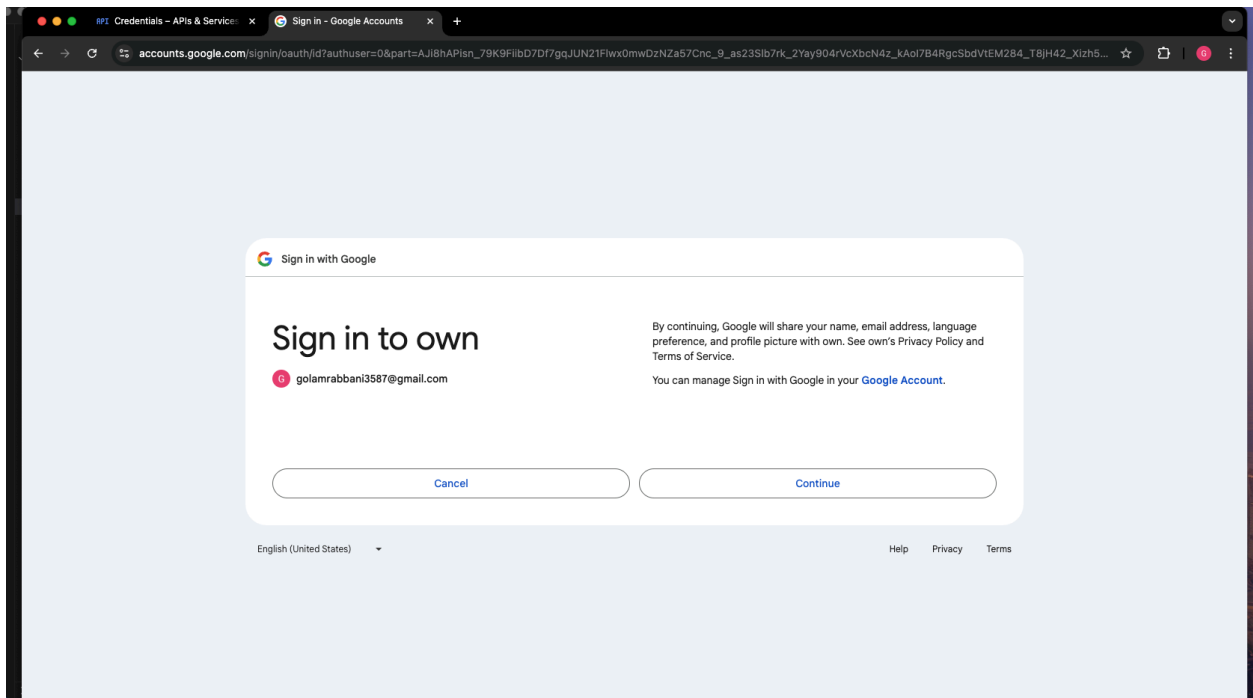 API Credentials – APIs & Services
Sign in - Google Accounts
accounts.google.com/signin/oauth/id?authuser=0&part=AJi8hAPIsn_79K9FiibD7Df7gqJUN21Flwx0mwDzNZa57Cnc_9_as23Slb7rk_2Yay904rVcXbcN4z_kAoI7B4RgcSbdVtEM284_T8jH42_Xizh5...
G
Sign in with Google
Sign in to own
G golamrabbani3587@gmail.com
By continuing, Google will share your name, email address, language
preference, and profile picture with own. See own's Privacy Policy and
Terms of Service.
You can manage Sign in with Google in your Google Account.
Cancel
Continue
English (United States)
Help Privacy Terms